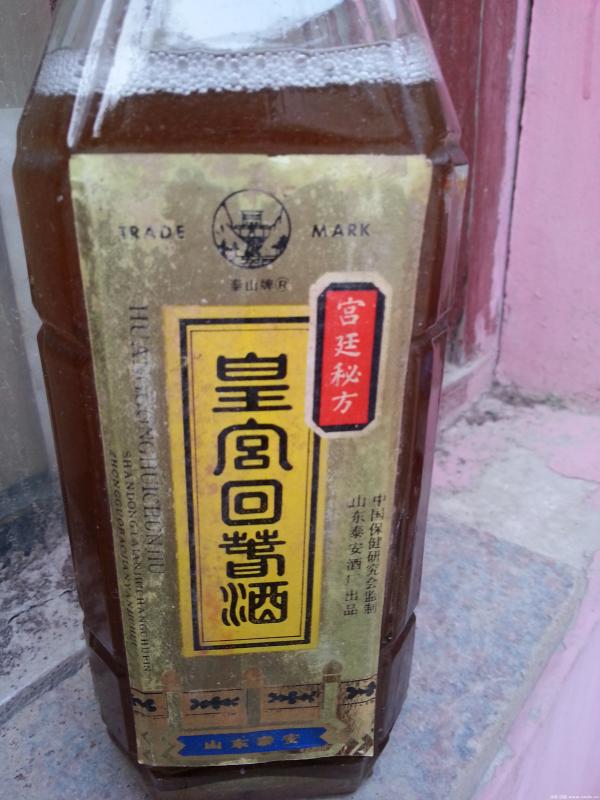 TRADE MARK
泰山牌®
宫廷秘方
皇宫回春酒
中国保健研究会监制
山东泰安酒厂出品
HUANGGONGHUICHUNJIU
山东泰安